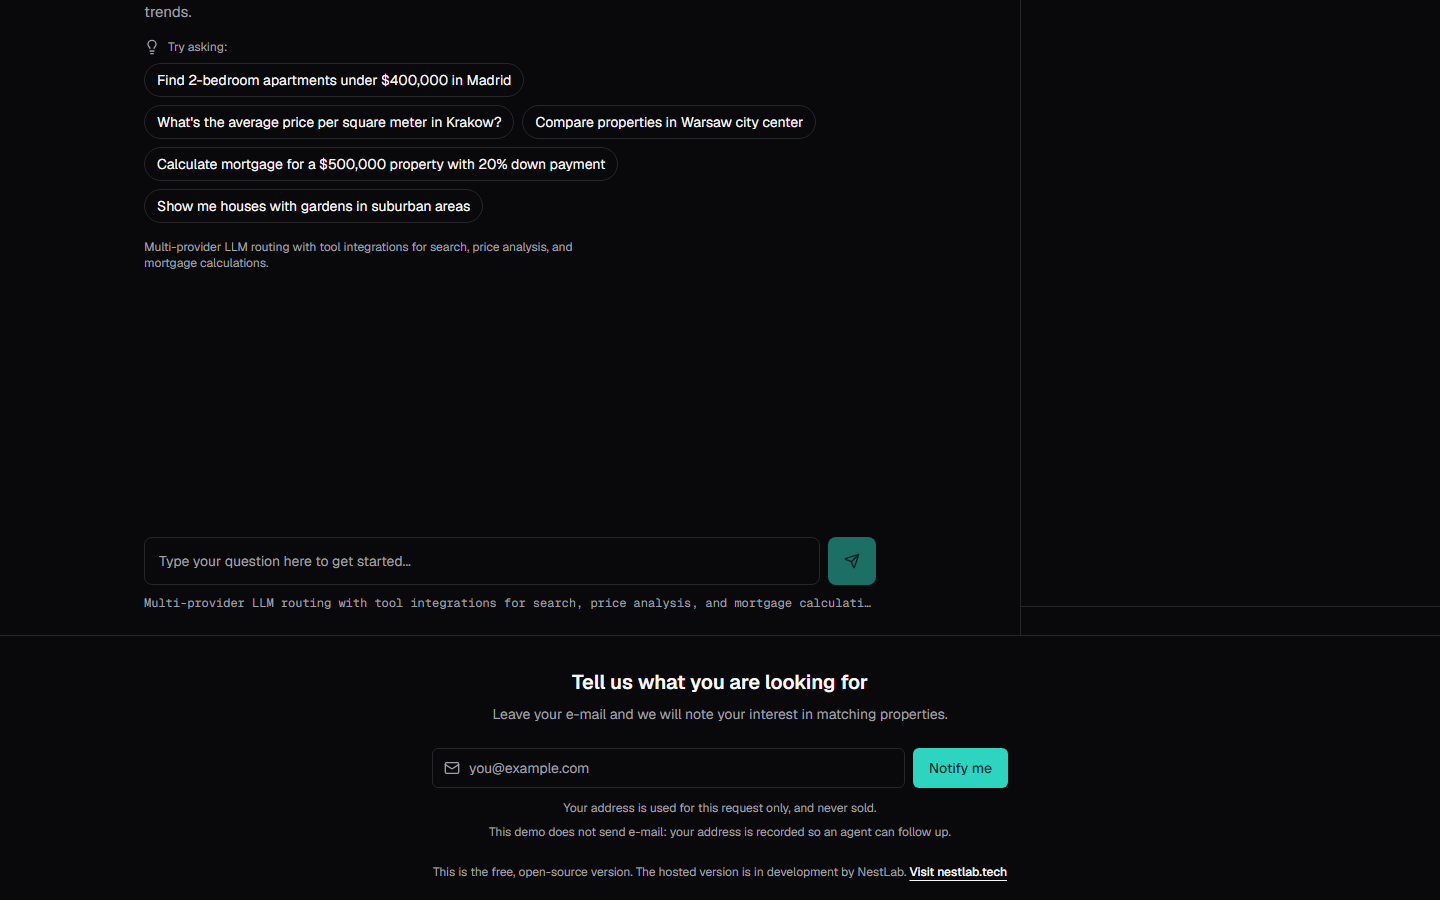 trends.
Try asking:
Find 2-bedroom apartments under $400,000 in Madrid
What's the average price per square meter in Krakow?
Compare properties in Warsaw city center
Calculate mortgage for a $500,000 property with 20% down payment
Show me houses with gardens in suburban areas
Multi-provider LLM routing with tool integrations for search, price analysis, and
mortgage calculations.
Type your question here to get started...
Multi-provider LLM routing with tool integrations for search, price analysis, and mortgage calculati…
Tell us what you are looking for
Leave your e-mail and we will note your interest in matching properties.
you@example.com
Notify me
Your address is used for this request only, and never sold.
This demo does not send e-mail: your address is recorded so an agent can follow up.
This is the free, open-source version. The hosted version is in development by NestLab. Visit nestlab.tech